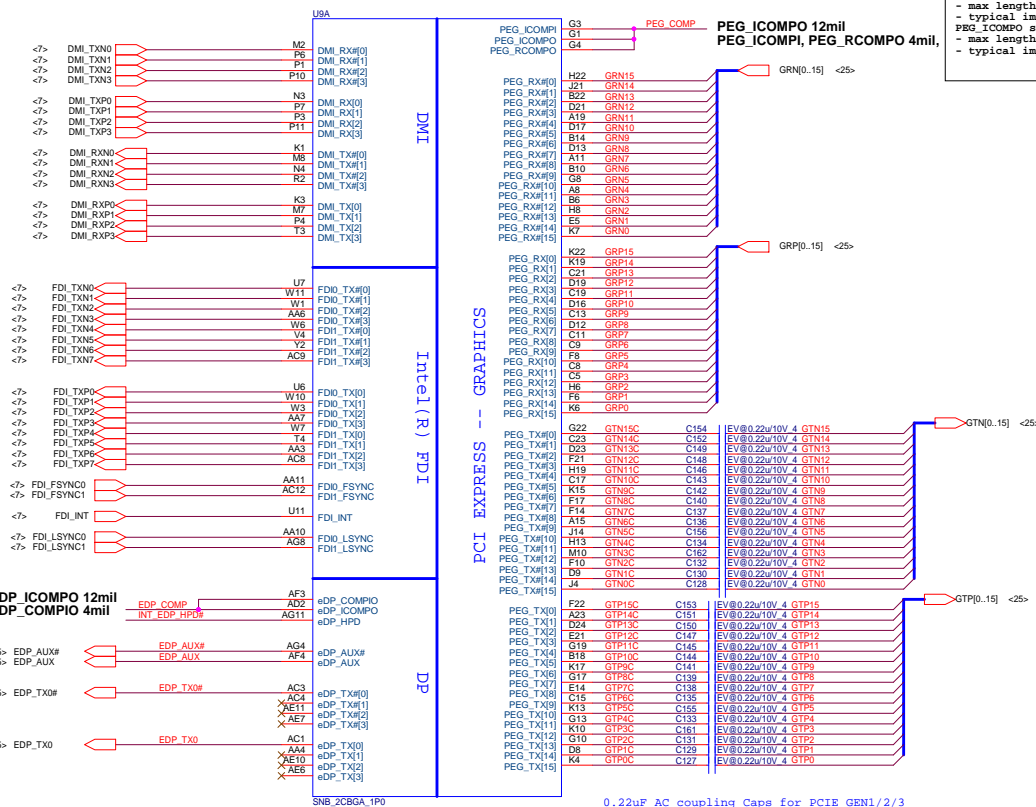 U9A
- max length
- typical im
PEG_ICOMPO s
- max length
- typical im
PEG_ICOMPO 12mil
PEG_ICOMPI, PEG_RCOMPO 4mil,
PEG_ICOMPI G3 PEG_COMP
PEG_ICOMPO G1
PEG_RCOMPO G4
<7> DMI_TXN0 M2 DMI_RX#[0]
<7> DMI_TXN1 P6 DMI_RX#[1]
<7> DMI_TXN2 P1 DMI_RX#[2]
<7> DMI_TXN3 P10 DMI_RX#[3]
<7> DMI_TXP0 N3 DMI_RX[0]
<7> DMI_TXP1 P7 DMI_RX[1]
<7> DMI_TXP2 P3 DMI_RX[2]
<7> DMI_TXP3 P11 DMI_RX[3]
<7> DMI_RXN0 K1 DMI_TX#[0]
<7> DMI_RXN1 M8 DMI_TX#[1]
<7> DMI_RXN2 N4 DMI_TX#[2]
<7> DMI_RXN3 R2 DMI_TX#[3]
<7> DMI_RXP0 K3 DMI_TX[0]
<7> DMI_RXP1 M7 DMI_TX[1]
<7> DMI_RXP2 P4 DMI_TX[2]
<7> DMI_RXP3 T3 DMI_TX[3]
DMI
<7> FDI_TXN0 U7 FDI0_TX#[0]
<7> FDI_TXN1 W11 FDI0_TX#[1]
<7> FDI_TXN2 W1 FDI0_TX#[2]
<7> FDI_TXN3 AA6 FDI0_TX#[3]
<7> FDI_TXN4 W6 FDI1_TX#[0]
<7> FDI_TXN5 V4 FDI1_TX#[1]
<7> FDI_TXN6 Y2 FDI1_TX#[2]
<7> FDI_TXN7 AC9 FDI1_TX#[3]
<7> FDI_TXP0 U6 FDI0_TX[0]
<7> FDI_TXP1 W10 FDI0_TX[1]
<7> FDI_TXP2 W3 FDI0_TX[2]
<7> FDI_TXP3 AA7 FDI0_TX[3]
<7> FDI_TXP4 W7 FDI1_TX[0]
<7> FDI_TXP5 T4 FDI1_TX[1]
<7> FDI_TXP6 AA3 FDI1_TX[2]
<7> FDI_TXP7 AC8 FDI1_TX[3]
<7> FDI_FSYNC0 AA11 FDI0_FSYNC
<7> FDI_FSYNC1 AC12 FDI1_FSYNC
<7> FDI_INT U11 FDI_INT
<7> FDI_LSYNC0 AA10 FDI0_LSYNC
<7> FDI_LSYNC1 AG8 FDI1_LSYNC
Intel(R) FDI
DP_ICOMPO 12mil
DP_COMPIO 4mil
AF3 eDP_COMPIO
EDP_COMP AD2 eDP_ICOMPO
INT_EDP_HPD# AG11 eDP_HPD
> EDP_AUX# EDP_AUX# AG4 eDP_AUX#
> EDP_AUX EDP_AUX AF4 eDP_AUX
> EDP_TX0# EDP_TX0# AC3 eDP_TX#[0]
AC4 eDP_TX#[1]
AE11 eDP_TX#[2]
AE7 eDP_TX#[3]
> EDP_TX0 EDP_TX0 AC1 eDP_TX[0]
AA4 eDP_TX[1]
AE10 eDP_TX[2]
AE6 eDP_TX[3]
DP
SNB_2CBGA_1P0
PCI EXPRESS -- GRAPHICS
PEG_RX#[0] H22 GRN15
PEG_RX#[1] J21 GRN14
PEG_RX#[2] B22 GRN13
PEG_RX#[3] D21 GRN12
PEG_RX#[4] A19 GRN11
PEG_RX#[5] D17 GRN10
PEG_RX#[6] B14 GRN9
PEG_RX#[7] D13 GRN8
PEG_RX#[8] A11 GRN7
PEG_RX#[9] B10 GRN6
PEG_RX#[10] G8 GRN5
PEG_RX#[11] A8 GRN4
PEG_RX#[12] B6 GRN3
PEG_RX#[13] H8 GRN2
PEG_RX#[14] E5 GRN1
PEG_RX#[15] K7 GRN0
GRN[0..15] <25>
PEG_RX[0] K22 GRP15
PEG_RX[1] K19 GRP14
PEG_RX[2] C21 GRP13
PEG_RX[3] D19 GRP12
PEG_RX[4] C19 GRP11
PEG_RX[5] D16 GRP10
PEG_RX[6] C13 GRP9
PEG_RX[7] D12 GRP8
PEG_RX[8] C11 GRP7
PEG_RX[9] C9 GRP6
PEG_RX[10] F8 GRP5
PEG_RX[11] C8 GRP4
PEG_RX[12] C5 GRP3
PEG_RX[13] H6 GRP2
PEG_RX[14] F6 GRP1
PEG_RX[15] K6 GRP0
GRP[0..15] <25>
PEG_TX#[0] G22 GTN15C C154 EV@0.22u/10V_4 GTN15
PEG_TX#[1] C23 GTN14C C152 EV@0.22u/10V_4 GTN14
PEG_TX#[2] D23 GTN13C C149 EV@0.22u/10V_4 GTN13
PEG_TX#[3] F21 GTN12C C148 EV@0.22u/10V_4 GTN12
PEG_TX#[4] H19 GTN11C C146 EV@0.22u/10V_4 GTN11
PEG_TX#[5] C17 GTN10C C143 EV@0.22u/10V_4 GTN10
PEG_TX#[6] K15 GTN9C C142 EV@0.22u/10V_4 GTN9
PEG_TX#[7] F17 GTN8C C140 EV@0.22u/10V_4 GTN8
PEG_TX#[8] F14 GTN7C C137 EV@0.22u/10V_4 GTN7
PEG_TX#[9] A15 GTN6C C136 EV@0.22u/10V_4 GTN6
PEG_TX#[10] J14 GTN5C C156 EV@0.22u/10V_4 GTN5
PEG_TX#[11] H13 GTN4C C134 EV@0.22u/10V_4 GTN4
PEG_TX#[12] M10 GTN3C C162 EV@0.22u/10V_4 GTN3
PEG_TX#[13] F10 GTN2C C132 EV@0.22u/10V_4 GTN2
PEG_TX#[14] D9 GTN1C C130 EV@0.22u/10V_4 GTN1
PEG_TX#[15] J4 GTN0C C128 EV@0.22u/10V_4 GTN0
GTN[0..15] <25>
PEG_TX[0] F22 GTP15C C153 EV@0.22u/10V_4 GTP15
PEG_TX[1] A23 GTP14C C151 EV@0.22u/10V_4 GTP14
PEG_TX[2] D24 GTP13C C150 EV@0.22u/10V_4 GTP13
PEG_TX[3] E21 GTP12C C147 EV@0.22u/10V_4 GTP12
PEG_TX[4] G19 GTP11C C145 EV@0.22u/10V_4 GTP11
PEG_TX[5] B18 GTP10C C144 EV@0.22u/10V_4 GTP10
PEG_TX[6] K17 GTP9C C141 EV@0.22u/10V_4 GTP9
PEG_TX[7] G17 GTP8C C139 EV@0.22u/10V_4 GTP8
PEG_TX[8] E14 GTP7C C138 EV@0.22u/10V_4 GTP7
PEG_TX[9] C15 GTP6C C135 EV@0.22u/10V_4 GTP6
PEG_TX[10] K13 GTP5C C155 EV@0.22u/10V_4 GTP5
PEG_TX[11] G13 GTP4C C133 EV@0.22u/10V_4 GTP4
PEG_TX[12] K10 GTP3C C161 EV@0.22u/10V_4 GTP3
PEG_TX[13] G10 GTP2C C131 EV@0.22u/10V_4 GTP2
PEG_TX[14] D8 GTP1C C129 EV@0.22u/10V_4 GTP1
PEG_TX[15] K4 GTP0C C127 EV@0.22u/10V_4 GTP0
GTP[0..15] <25>
0.22uF AC coupling Caps for PCIE GEN1/2/3